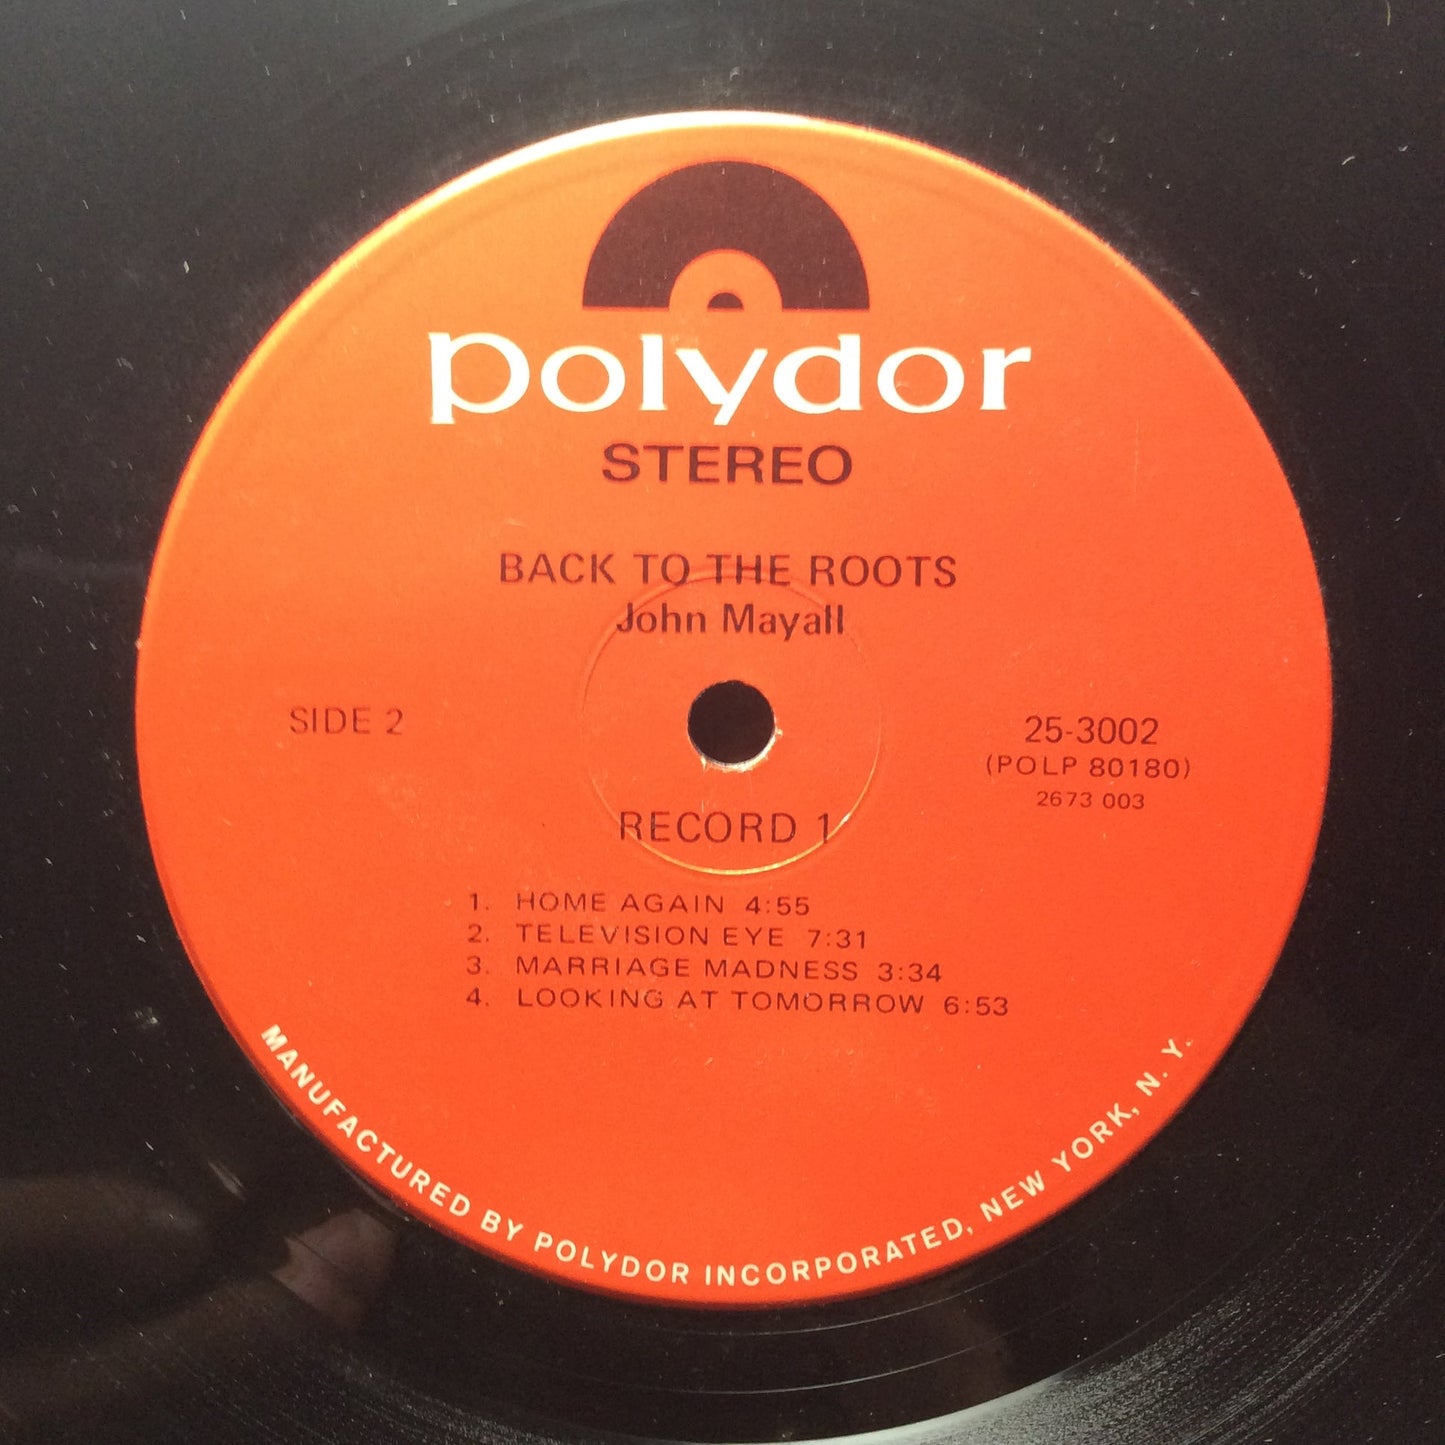 polydor
STEREO
BACK TO THE ROOTS
John Mayall
SIDE 2
25-3002
(POLP 80180)
2673 003
RECORD 1
1. HOME AGAIN 4:55
2. TELEVISION EYE 7:31
3. MARRIAGE MADNESS 3:34
4. LOOKING AT TOMORROW 6:53
MANUFACTURED BY POLYDOR INCORPORATED, NEW YORK, N.Y.